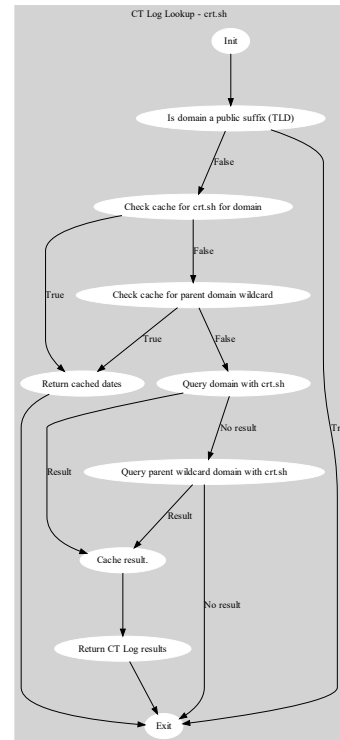 CT Log Lookup - crt.sh
Init
Is domain a public suffix (TLD)
False
Check cache for crt.sh for domain
False
True
Check cache for parent domain wildcard
True
False
Return cached dates
Query domain with crt.sh
No result
Tr
Result
Query parent wildcard domain with crt.sh
Result
Cache result.
No result
Return CT Log results
Exit